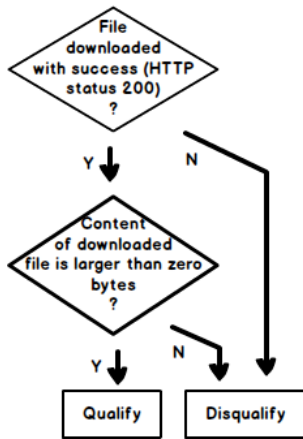 File
downloaded
with success (HTTP
status 200)
?
Y
N
Content
of downloaded
file is larger than zero
bytes
?
Y
N
Qualify
Disqualify